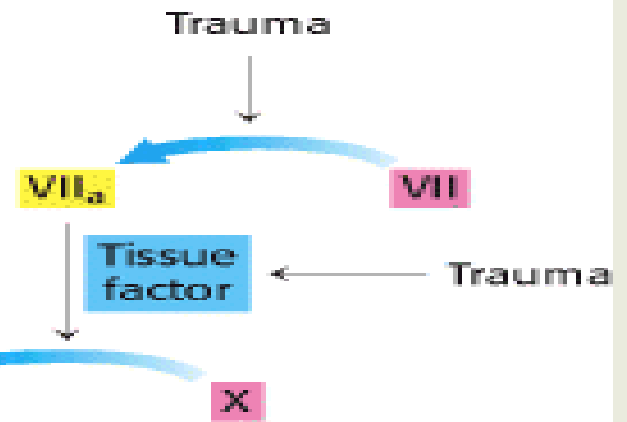 Trauma
VIIₐ
VII
Tissue
factor
Trauma
X